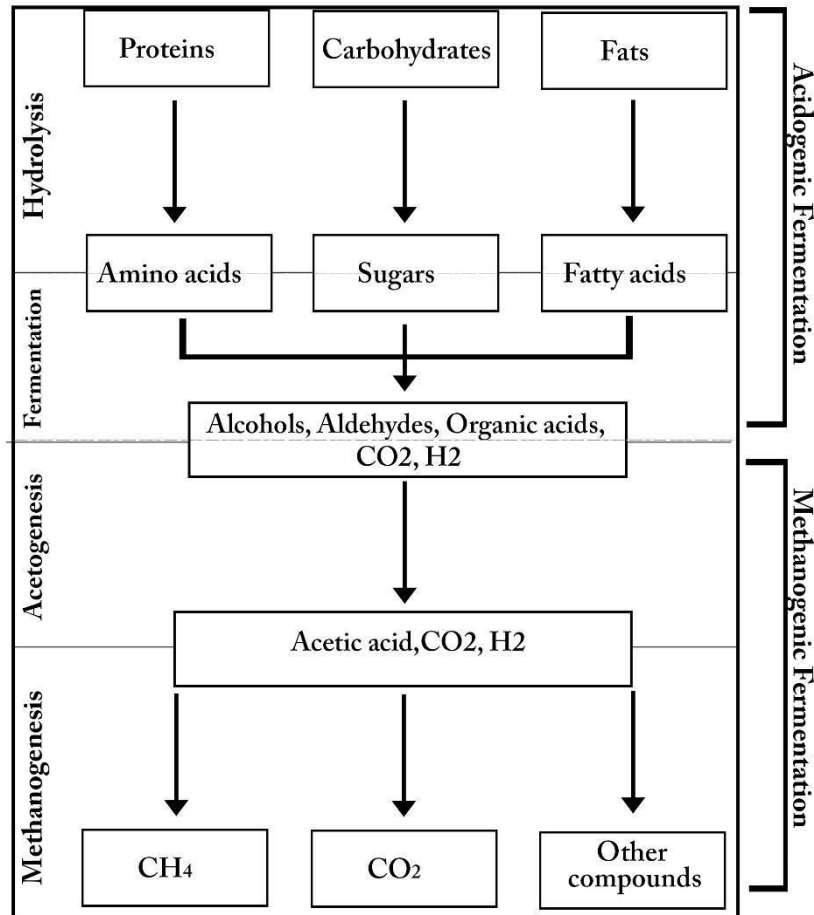 Proteins
Carbohydrates
Fats
Hydrolysis
Acidogenic Fermentation
Amino acids
Sugars
Fatty acids
Fermentation
Alcohols, Aldehydes, Organic acids,
CO2, H2
Acetogenesis
Methanogenic Fermentation
Acetic acid,CO2, H2
Methanogenesis
CH4
CO2
Other
compounds